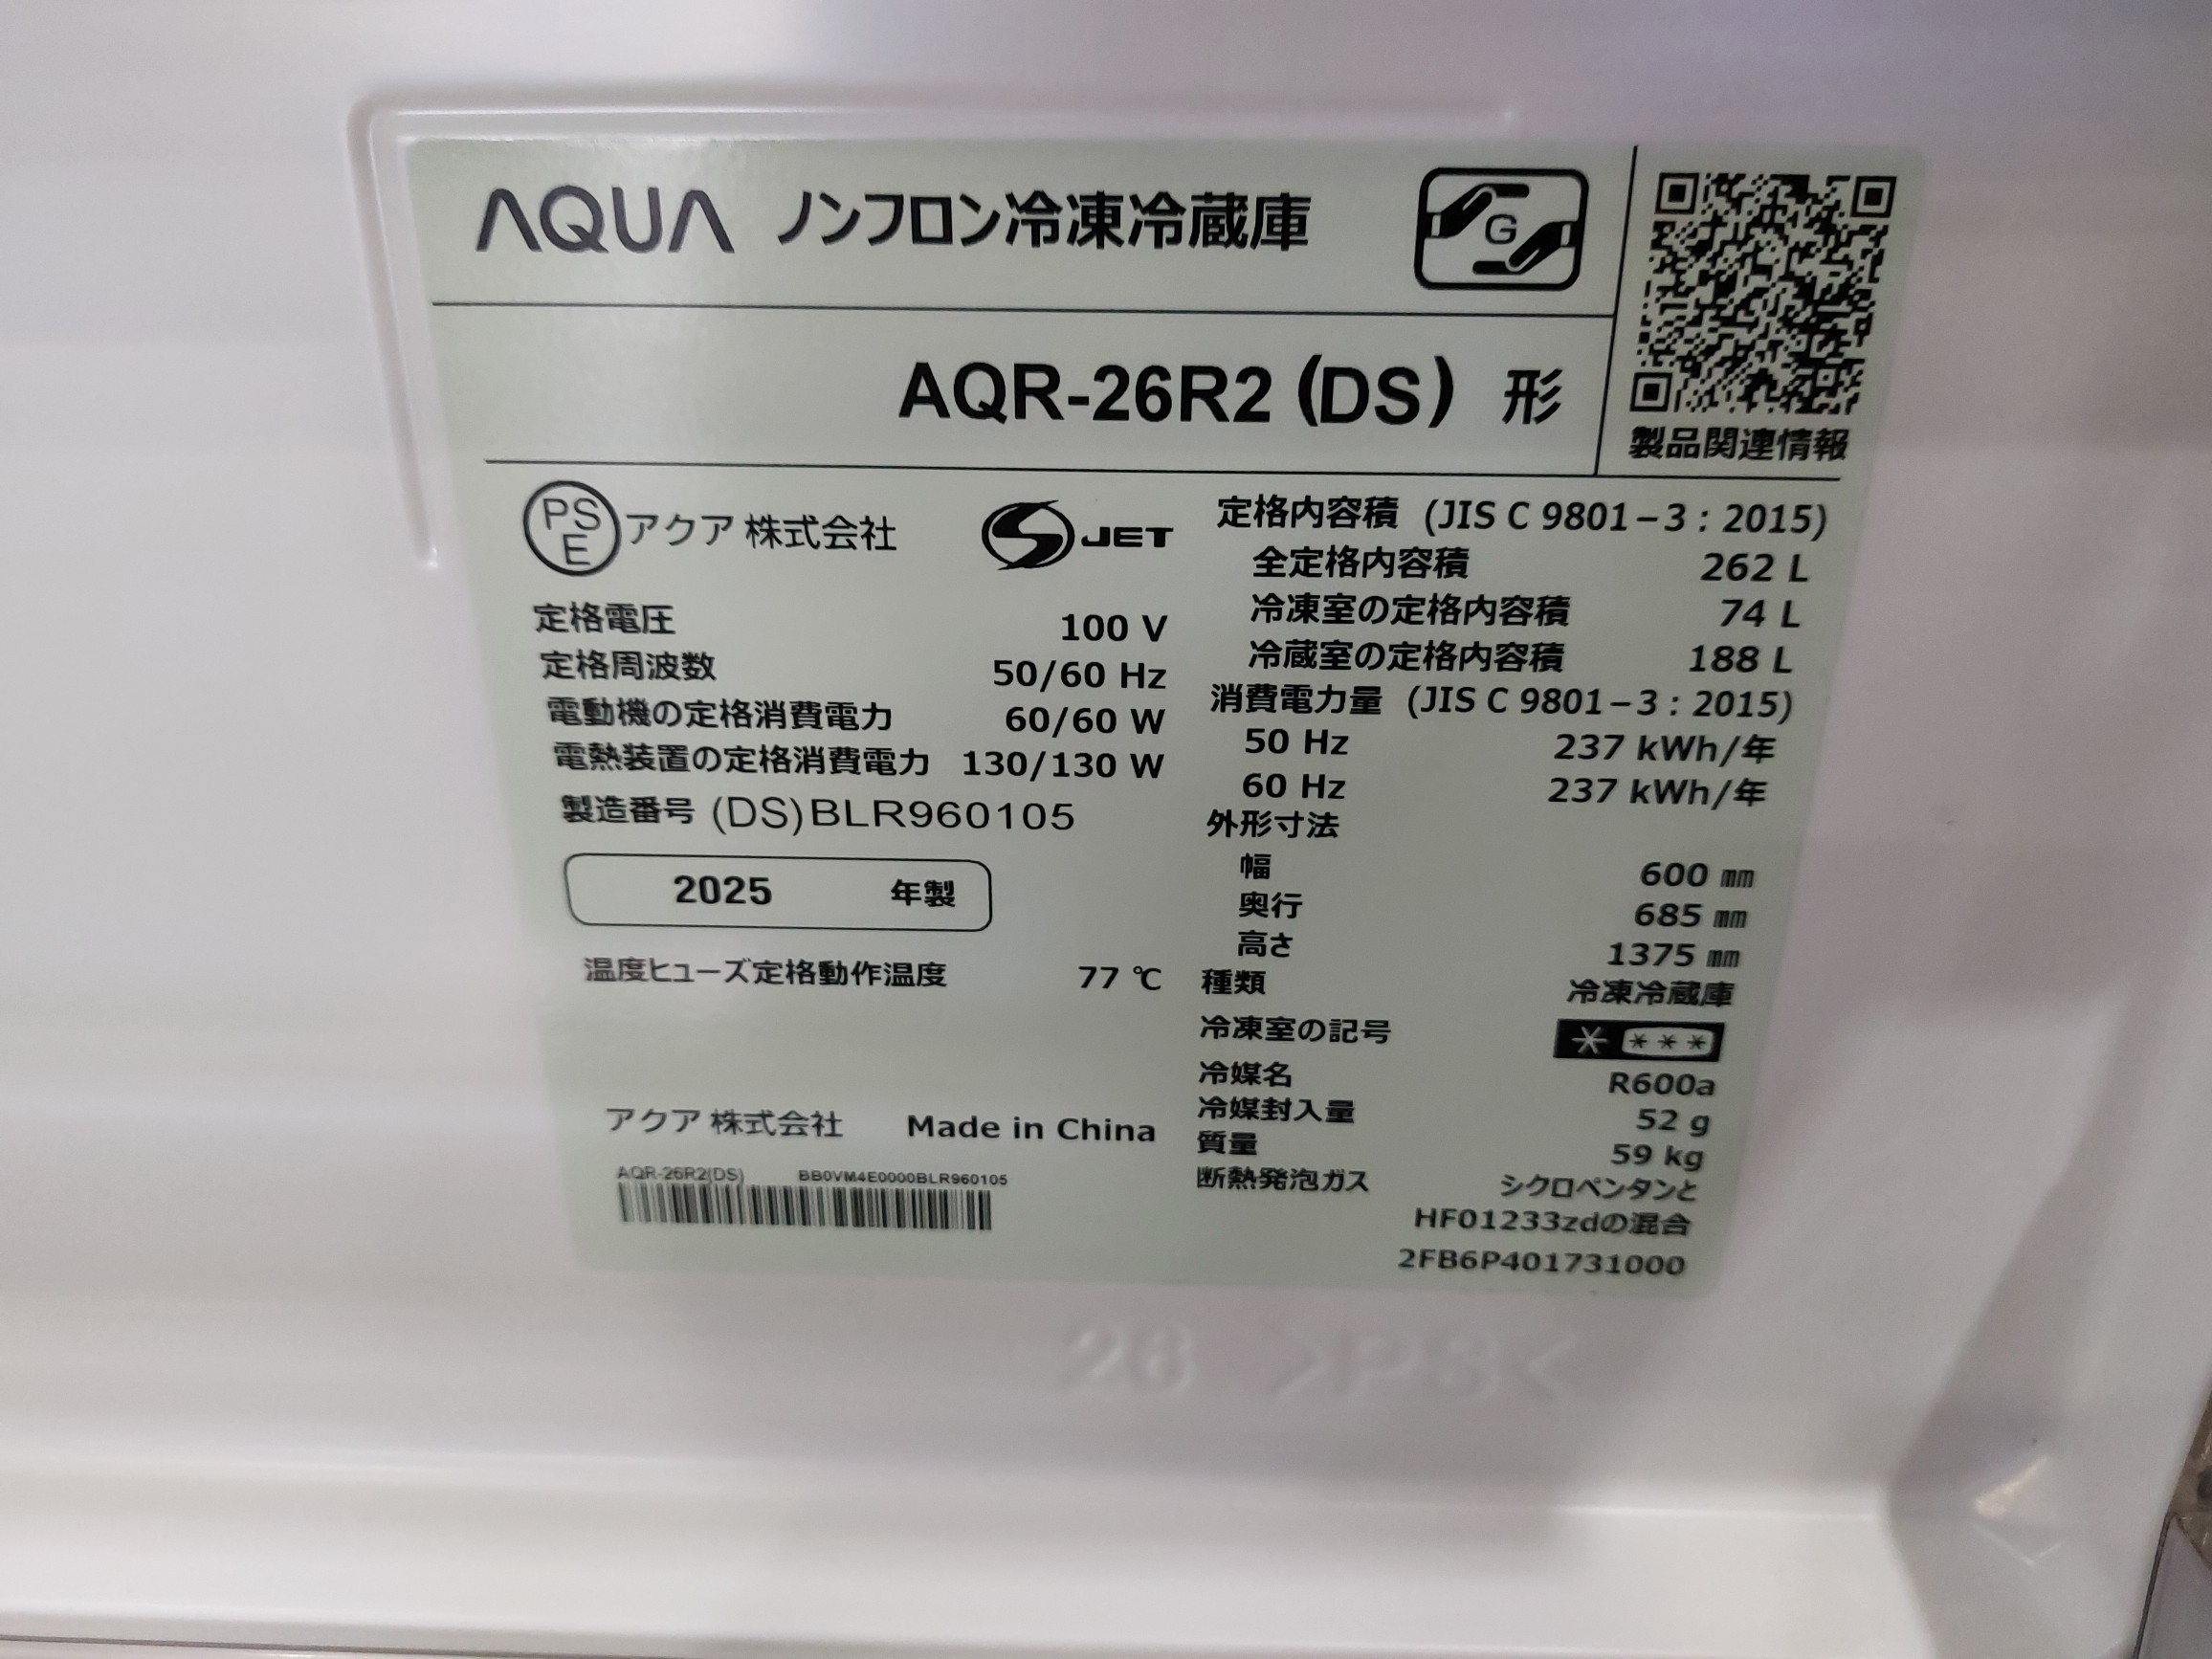 AQUA ノンフロン冷凍冷蔵庫
G
AQR-26R2 (DS) 形
製品関連情報
PS
E
アクア 株式会社
S JET
定格電圧 100 V
定格周波数 50/60 Hz
電動機の定格消費電力 60/60 W
電熱装置の定格消費電力 130/130 W
製造番号 (DS)BLR960105
2025 年製
温度ヒューズ定格動作温度 77 ℃
アクア 株式会社 Made in China
AQR-26R2(DS) BB0VM4E0000BLR960105
定格内容積 (JIS C 9801−3 : 2015)
全定格内容積 262 L
冷凍室の定格内容積 74 L
冷蔵室の定格内容積 188 L
消費電力量 (JIS C 9801−3 : 2015)
50 Hz 237 kWh/年
60 Hz 237 kWh/年
外形寸法
幅 600 ㎜
奥行 685 ㎜
高さ 1375 ㎜
種類 冷凍冷蔵庫
冷凍室の記号 * ***
冷媒名 R600a
冷媒封入量 52 g
質量 59 kg
断熱発泡ガス シクロペンタンと
HFO1233zdの混合
2FB6P401731000
26 >PS<